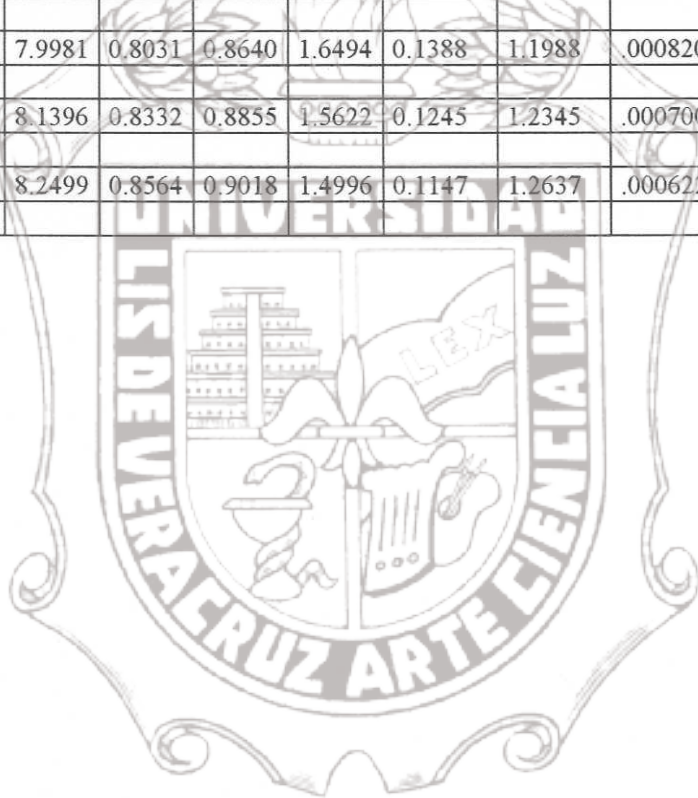 7.9981 0.8031 0.8640 1.6494 0.1388 1.1988
8.1396 0.8332 0.8855 1.5622 0.1245 1.2345
8.2499 0.8564 0.9018 1.4996 0.1147 1.2637
UNIVERSIDAD
LIS DE VERACRUZ ARTE CIENCIA LUZ
LEX